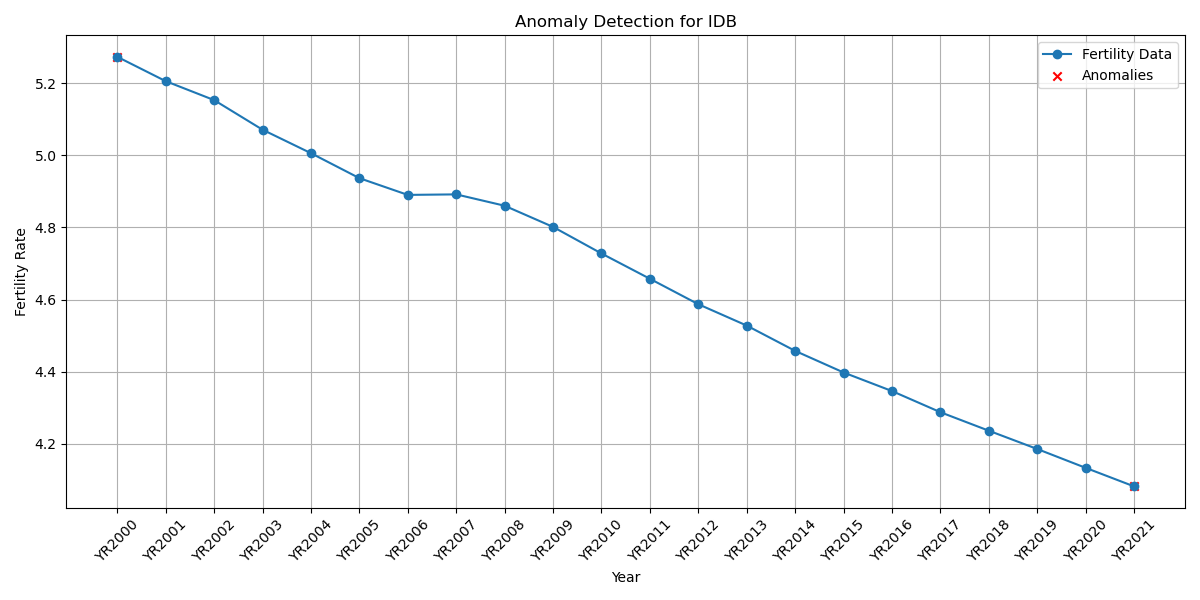 Anomaly Detection for IDB
Fertility Data
Anomalies
Fertility Rate
5.2
5.0
4.8
4.6
4.4
4.2
YR2000
YR2001
YR2002
YR2003
YR2004
YR2005
YR2006
YR2007
YR2008
YR2009
YR2010
YR2011
YR2012
YR2013
YR2014
YR2015
YR2016
YR2017
YR2018
YR2019
YR2020
YR2021
Year